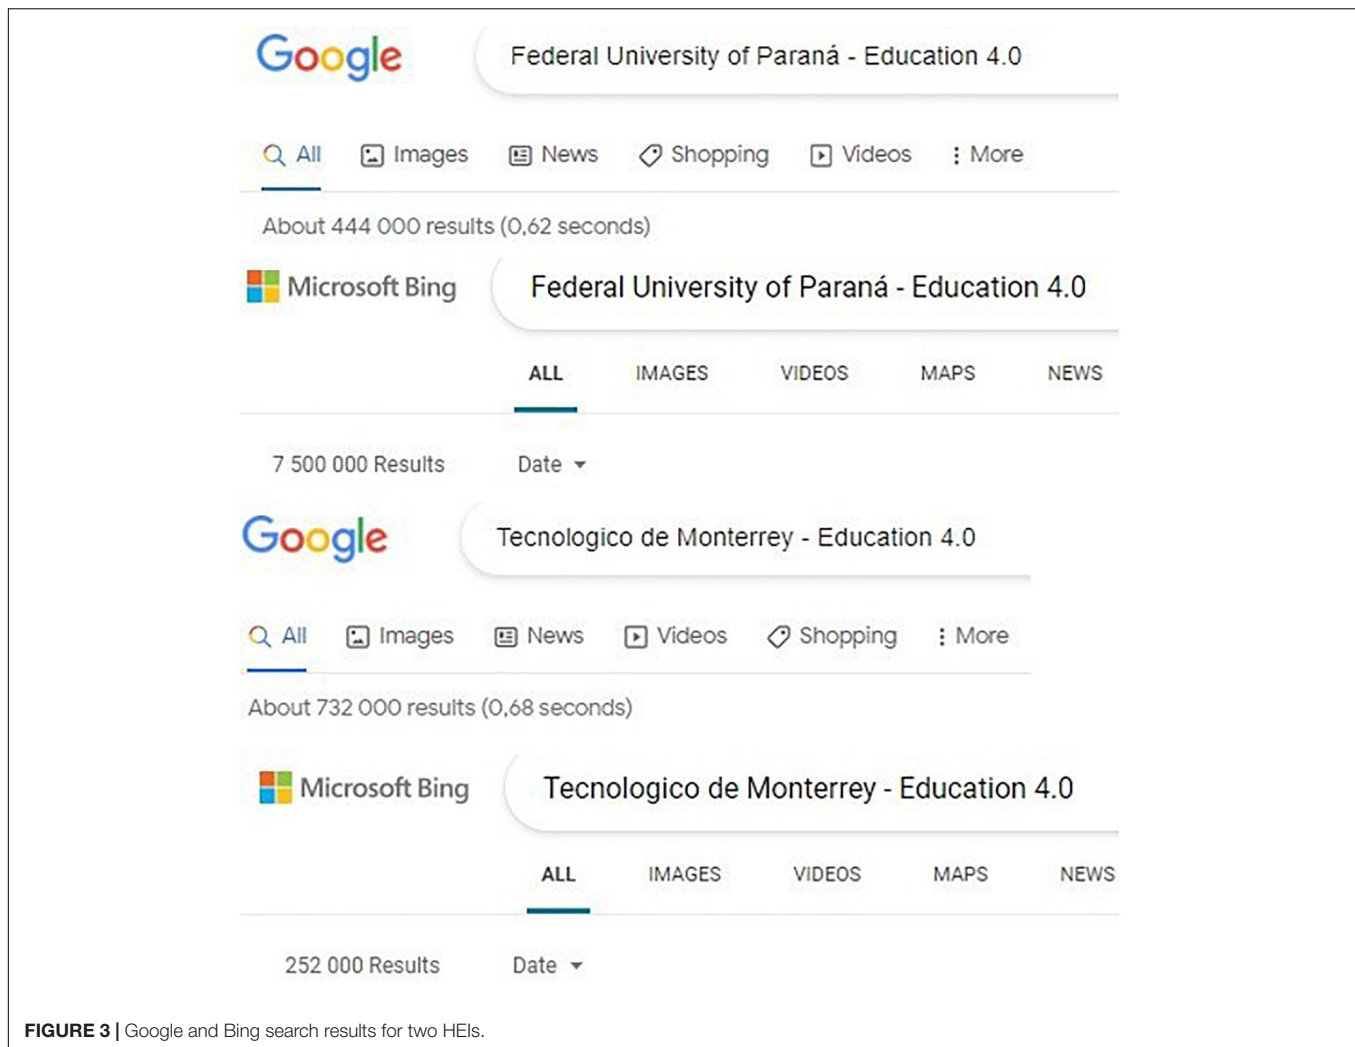 Google Federal University of Paraná - Education 4.0
All Images News Shopping Videos More
About 444 000 results (0,62 seconds)
Microsoft Bing Federal University of Paraná - Education 4.0
ALL IMAGES VIDEOS MAPS NEWS
7 500 000 Results Date
Google Tecnologico de Monterrey - Education 4.0
All Images News Videos Shopping More
About 732 000 results (0,68 seconds)
Microsoft Bing Tecnologico de Monterrey - Education 4.0
ALL IMAGES VIDEOS MAPS NEWS
252 000 Results Date
FIGURE 3 | Google and Bing search results for two HEIs.